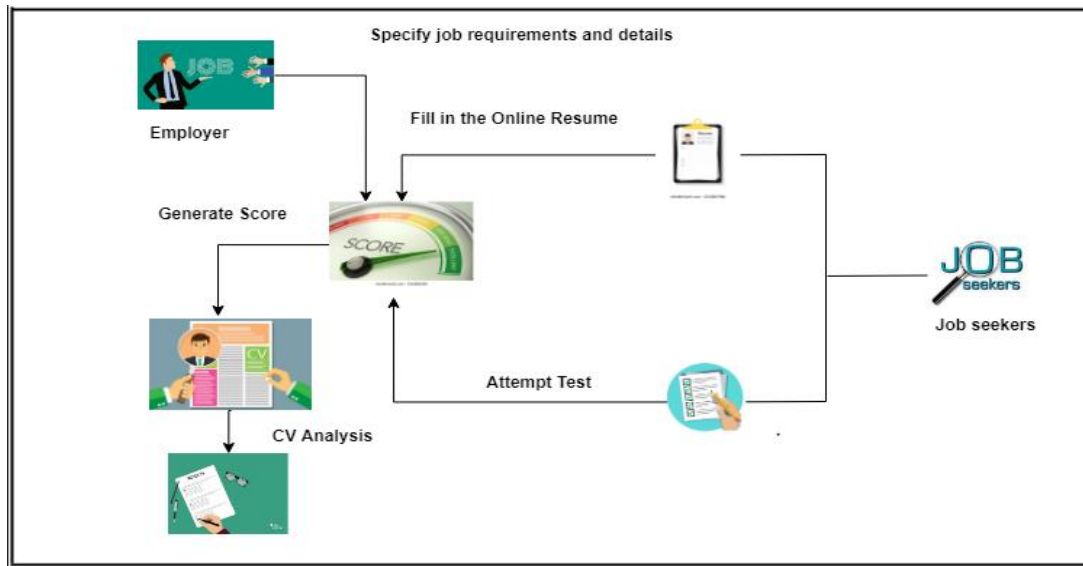 Specify job requirements and details
JOB
Employer
Fill in the Online Resume
Generate Score
SCORE
JOB
seekers
Job seekers
CV
Attempt Test
CV Analysis